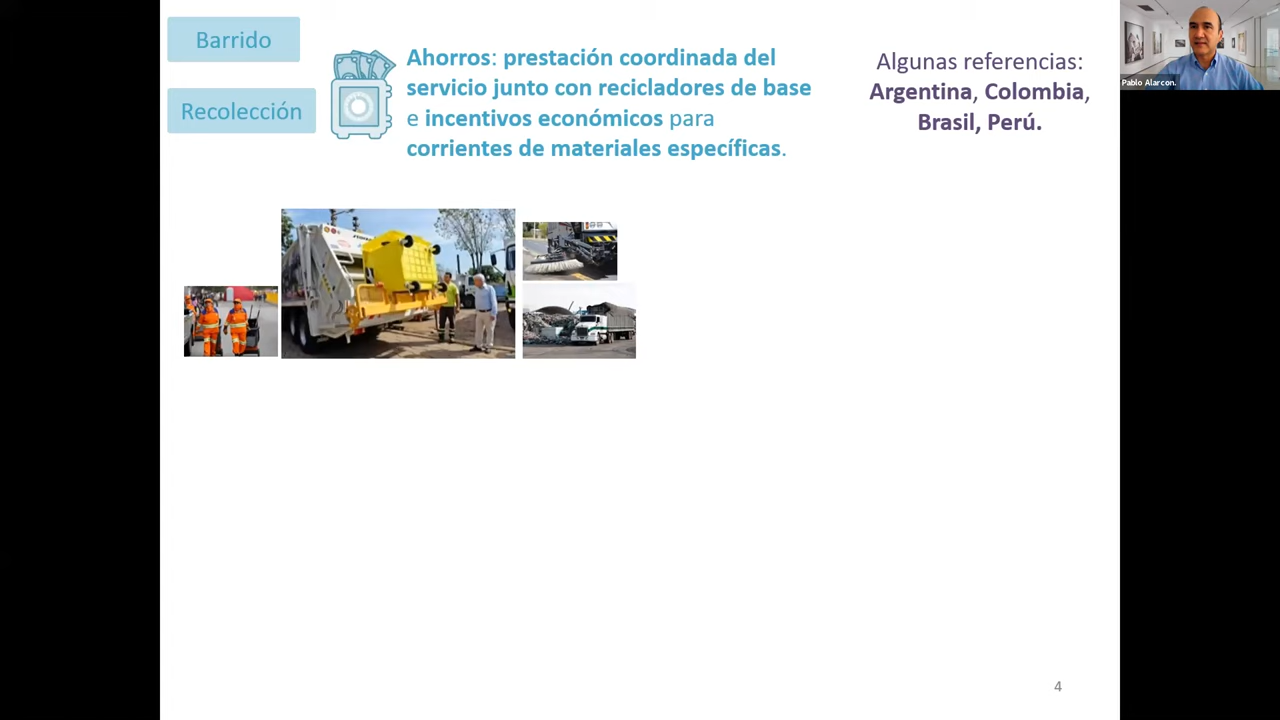 Barrido
Recolección
Ahorros: prestación coordinada del
servicio junto con recicladores de base
e incentivos económicos para
corrientes de materiales específicas.
Algunas referencias:
Argentina, Colombia,
Brasil, Perú.
Pablo Alarcon.
4